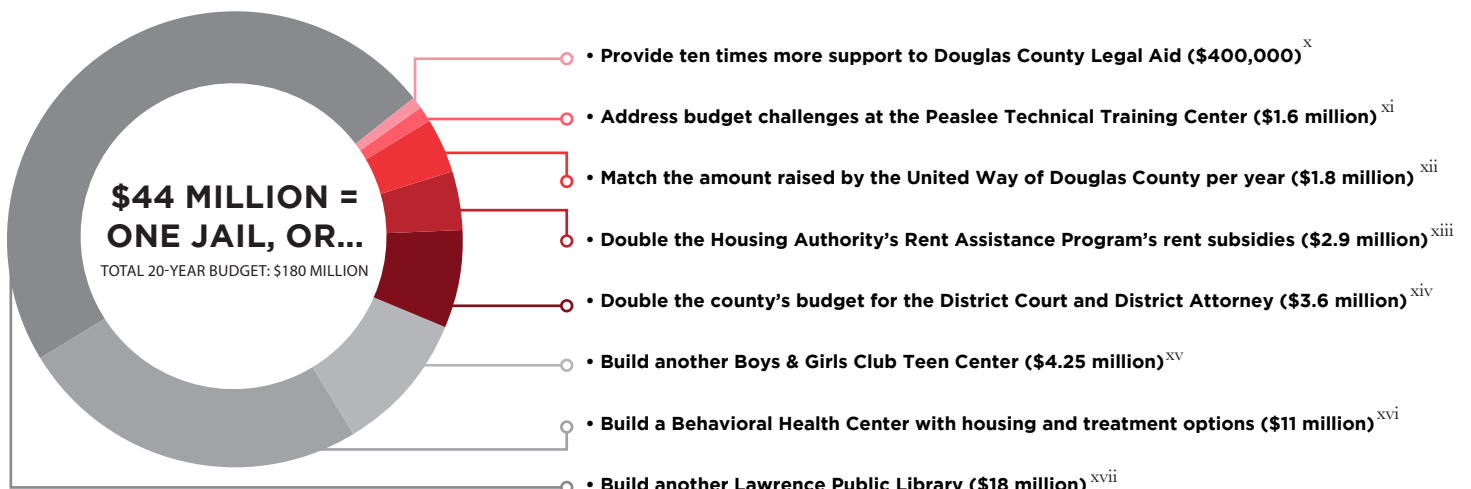 $44 MILLION =
ONE JAIL, OR...
TOTAL 20-YEAR BUDGET: $180 MILLION
• Provide ten times more support to Douglas County Legal Aid ($400,000) x
• Address budget challenges at the Peaslee Technical Training Center ($1.6 million) xi
• Match the amount raised by the United Way of Douglas County per year ($1.8 million) xii
• Double the Housing Authority’s Rent Assistance Program’s rent subsidies ($2.9 million) xiii
• Double the county’s budget for the District Court and District Attorney ($3.6 million) xiv
• Build another Boys & Girls Club Teen Center ($4.25 million) xv
• Build a Behavioral Health Center with housing and treatment options ($11 million) xvi
• Build another Lawrence Public Library ($18 million) xvii